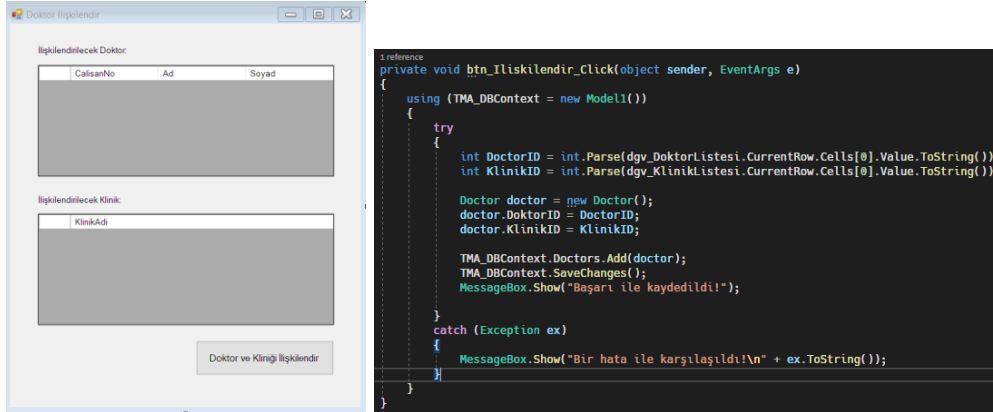 Doktor İlişkilendir
İlişkilendirilecek Doktor:
CalisanNo Ad Soyad
İlişkilendirilecek Klinik:
KlinikAdi
Doktor ve Kliniği İlişkilendir
1 reference
private void btn_Iliskilendir_Click(object sender, EventArgs e)
{
using (TMA_DBContext = new Model1())
{
try
{
int DoctorID = int.Parse(dgv_DoktorListesi.CurrentRow.Cells[0].Value.ToString())
int KlinikID = int.Parse(dgv_KlinikListesi.CurrentRow.Cells[0].Value.ToString())
Doctor doctor = new Doctor();
doctor.DoktorID = DoctorID;
doctor.KlinikID = KlinikID;
TMA_DBContext.Doctors.Add(doctor);
TMA_DBContext.SaveChanges();
MessageBox.Show("Başarı ile kaydedildi!");
}
catch (Exception ex)
{
MessageBox.Show("Bir hata ile karşılaşıldı!\n" + ex.ToString());
}
}
}